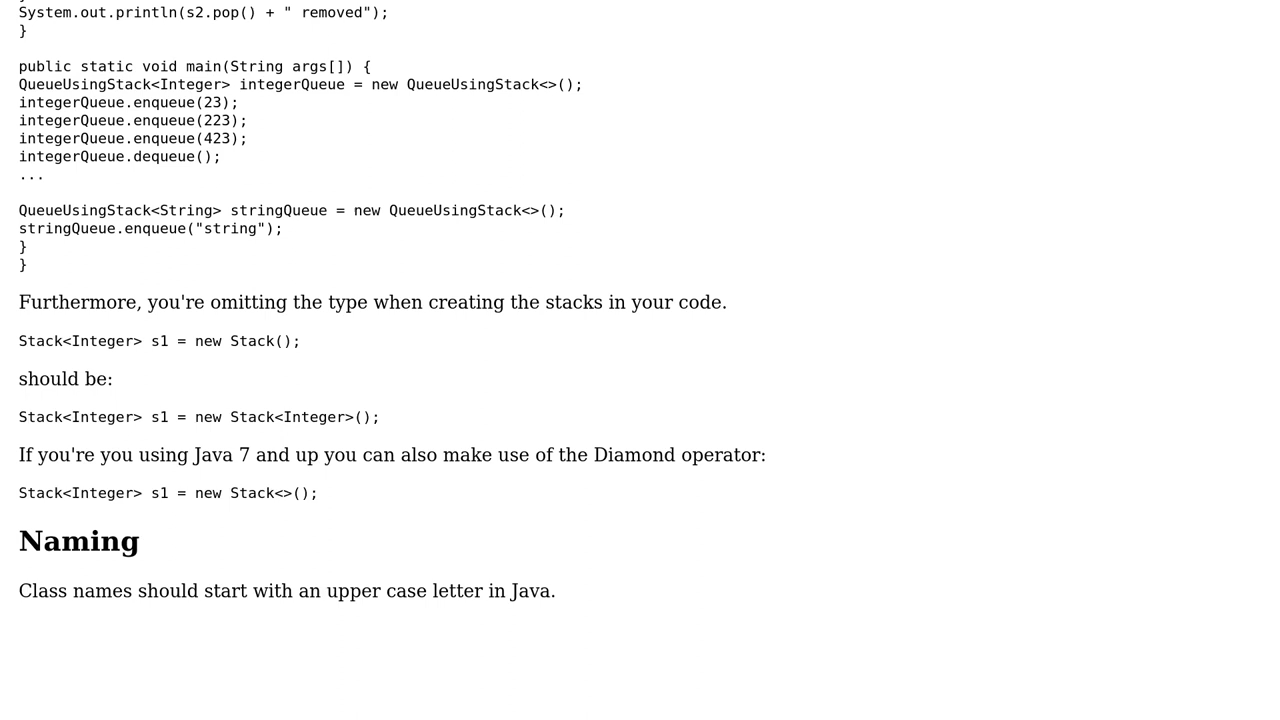 System.out.println(s2.pop() + " removed");
}
public static void main(String args[]) {
QueueUsingStack<Integer> integerQueue = new QueueUsingStack<>();
integerQueue.enqueue(23);
integerQueue.enqueue(223);
integerQueue.enqueue(423);
integerQueue.dequeue();
...
QueueUsingStack<String> stringQueue = new QueueUsingStack<>();
stringQueue.enqueue("string");
}
}
Furthermore, you're omitting the type when creating the stacks in your code.
Stack<Integer> s1 = new Stack();
should be:
Stack<Integer> s1 = new Stack<Integer>();
If you're you using Java 7 and up you can also make use of the Diamond operator:
Stack<Integer> s1 = new Stack<>();
Naming
Class names should start with an upper case letter in Java.